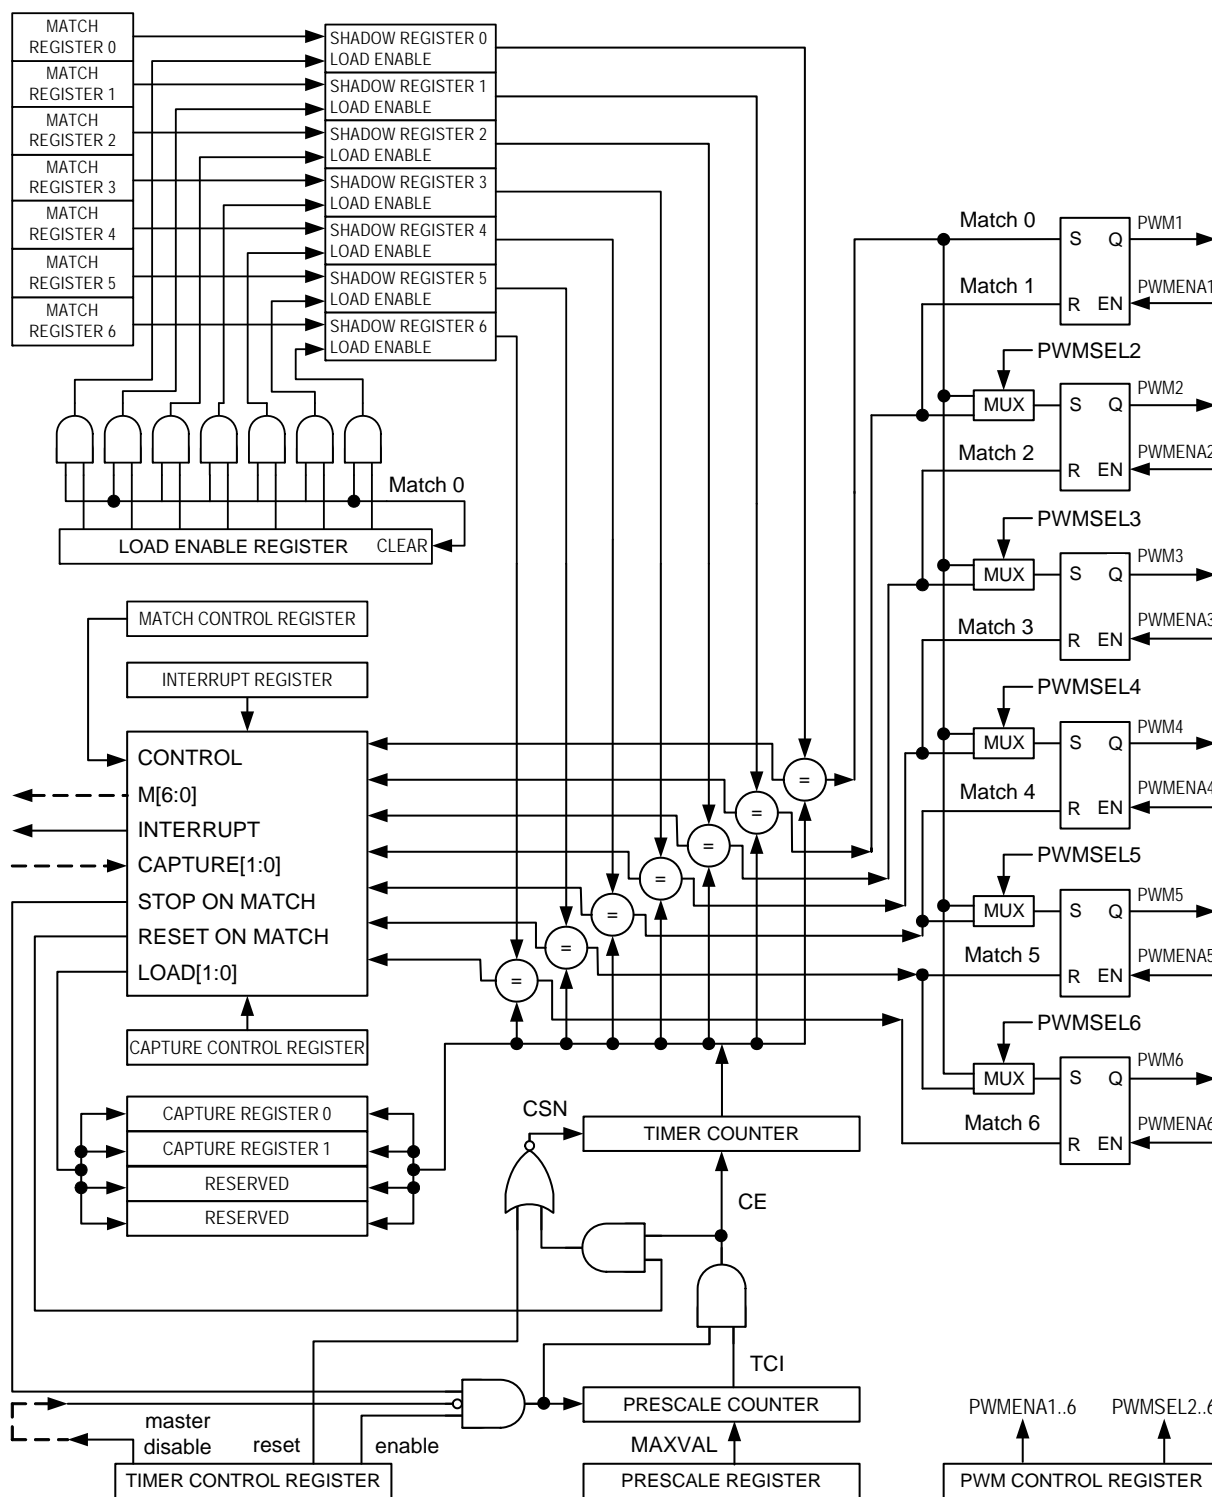 MATCH
REGISTER 0
MATCH
REGISTER 1
MATCH
REGISTER 2
MATCH
REGISTER 3
MATCH
REGISTER 4
MATCH
REGISTER 5
MATCH
REGISTER 6
SHADOW REGISTER 0
LOAD ENABLE
SHADOW REGISTER 1
LOAD ENABLE
SHADOW REGISTER 2
LOAD ENABLE
SHADOW REGISTER 3
LOAD ENABLE
SHADOW REGISTER 4
LOAD ENABLE
SHADOW REGISTER 5
LOAD ENABLE
SHADOW REGISTER 6
LOAD ENABLE
Match 0
LOAD ENABLE REGISTER CLEAR
MATCH CONTROL REGISTER
INTERRUPT REGISTER
CONTROL
M[6:0]
INTERRUPT
CAPTURE[1:0]
STOP ON MATCH
RESET ON MATCH
LOAD[1:0]
CAPTURE CONTROL REGISTER
CAPTURE REGISTER 0
CAPTURE REGISTER 1
RESERVED
RESERVED
=
=
=
=
=
=
=
Match 0
S Q
PWM1
Match 1
R EN
PWMENA1
PWMSEL2
MUX
S Q
PWM2
Match 2
R EN
PWMENA2
PWMSEL3
MUX
S Q
PWM3
Match 3
R EN
PWMENA3
PWMSEL4
MUX
S Q
PWM4
Match 4
R EN
PWMENA4
PWMSEL5
MUX
S Q
PWM5
Match 5
R EN
PWMENA5
PWMSEL6
MUX
S Q
PWM6
Match 6
R EN
PWMENA6
CSN
TIMER COUNTER
CE
TCI
PRESCALE COUNTER
MAXVAL
PRESCALE REGISTER
master
disable
reset
enable
TIMER CONTROL REGISTER
PWMENA1..6
PWMSEL2..6
PWM CONTROL REGISTER